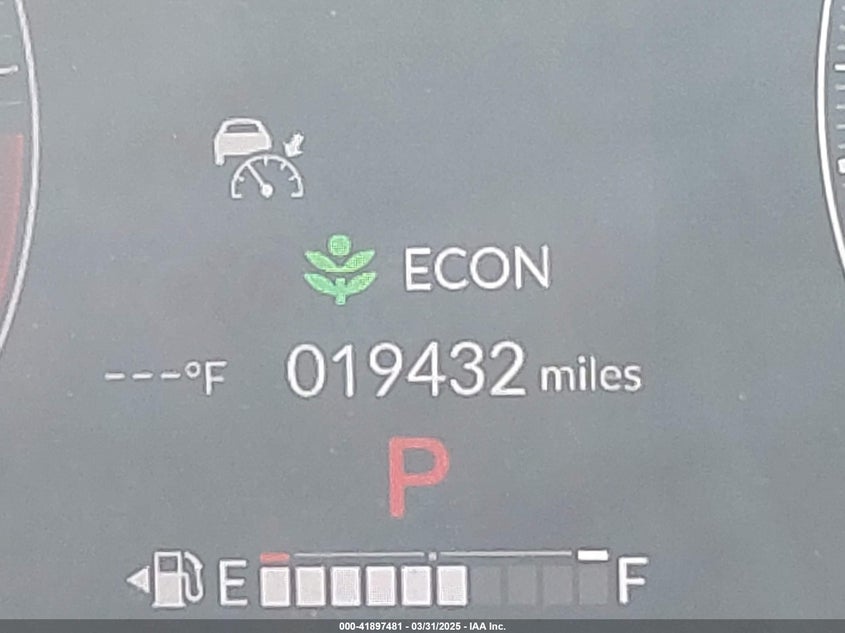 ECON
---°F 019432 miles
P
E F
000-41897481 - 03/31/2025 - IAA Inc.